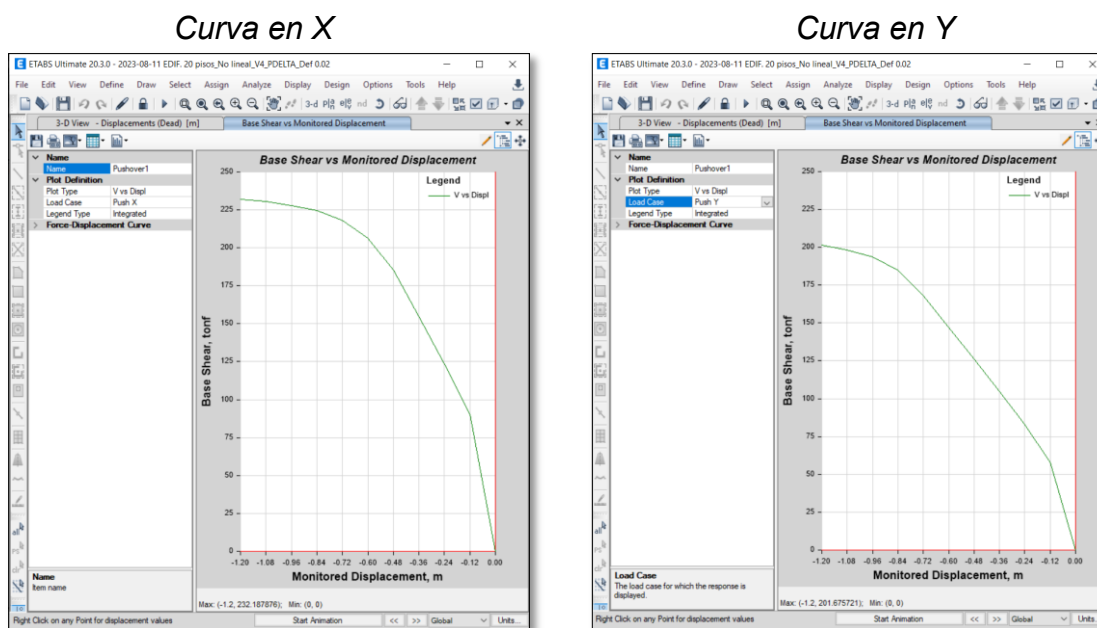 Curva en X
ETABS Ultimate 20.3.0 - 2023-08-11 EDIF. 20 pisos_No lineal_V4_PDELTA_Def 0.02
File Edit View Define Draw Select Assign Analyze Display Design Options Tools Help
3-d
nd
3-D View - Displacements (Dead) [m] Base Shear vs Monitored Displacement
Name
Name Pushover1
Plot Definition
Plot Type V vs Displ
Load Case Push X
Legend Type Integrated
Force-Displacement Curve
Base Shear vs Monitored Displacement
Legend
V vs Displ
250
225
200
175
150
125
100
75
50
25
0
Base Shear, tonf
-1.20 -1.08 -0.96 -0.84 -0.72 -0.60 -0.48 -0.36 -0.24 -0.12 0.00
Monitored Displacement, m
all
Name
Item name
Max: (-1.2, 232.187876); Min: (0, 0)
Right Click on any Point for displacement values Start Animation << >> Global Units...
Curva en Y
ETABS Ultimate 20.3.0 - 2023-08-11 EDIF. 20 pisos_No lineal_V4_PDELTA_Def 0.02
File Edit View Define Draw Select Assign Analyze Display Design Options Tools Help
3-d
nd
3-D View - Displacements (Dead) [m] Base Shear vs Monitored Displacement
Name
Name Pushover1
Plot Definition
Plot Type V vs Displ
Load Case Push Y
Legend Type Integrated
Force-Displacement Curve
Base Shear vs Monitored Displacement
Legend
V vs Displ
250
225
200
175
150
125
100
75
50
25
0
Base Shear, tonf
-1.20 -1.08 -0.96 -0.84 -0.72 -0.60 -0.48 -0.36 -0.24 -0.12 0.00
Monitored Displacement, m
all
Load Case
The load case for which the response is
displayed.
Max: (-1.2, 201.675721); Min: (0, 0)
Right Click on any Point for displacement values Start Animation << >> Global Units...